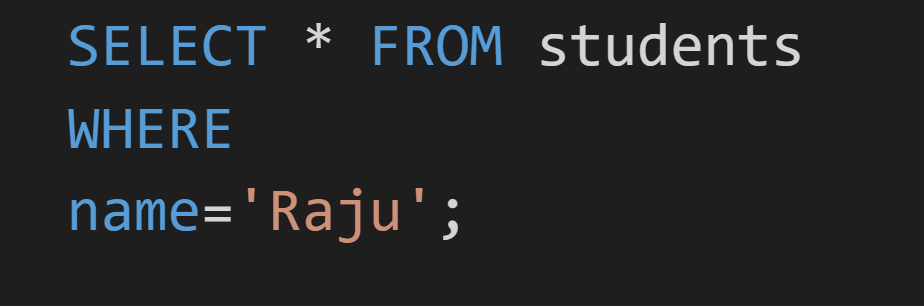 SELECT * FROM students
WHERE
name='Raju';